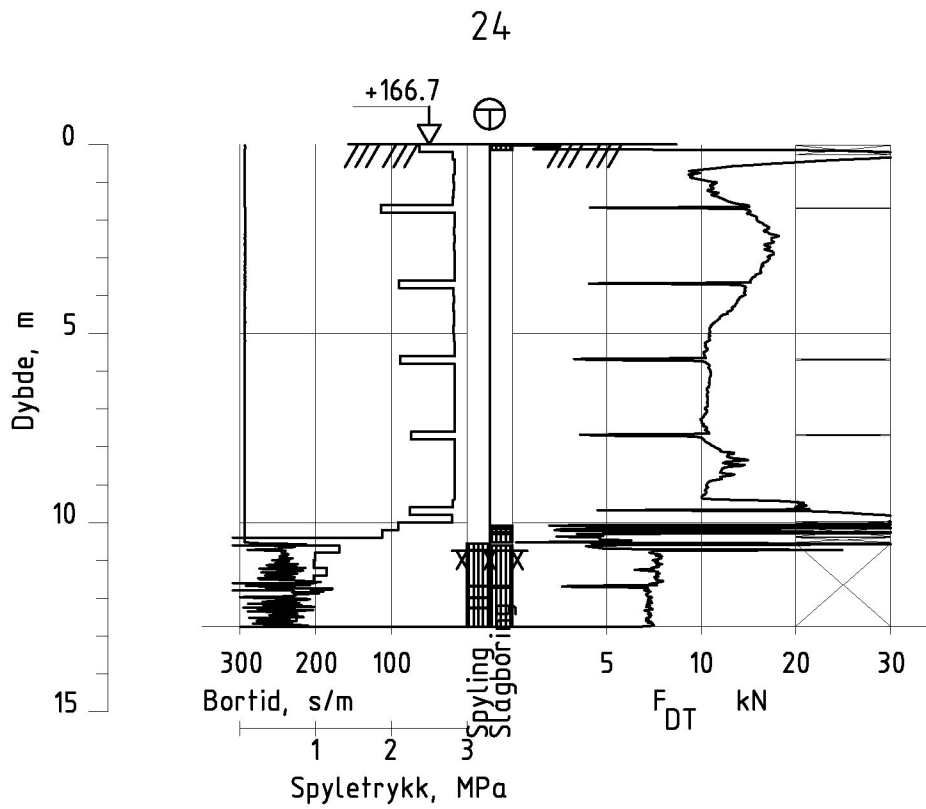 24
+166.7
0
5
10
15
Dybde, m
300 200 100
5 10 20 30
Bortid, s/m
Spyling
Slagboring
F DT kN
1 2 3
Spyletrykk, MPa